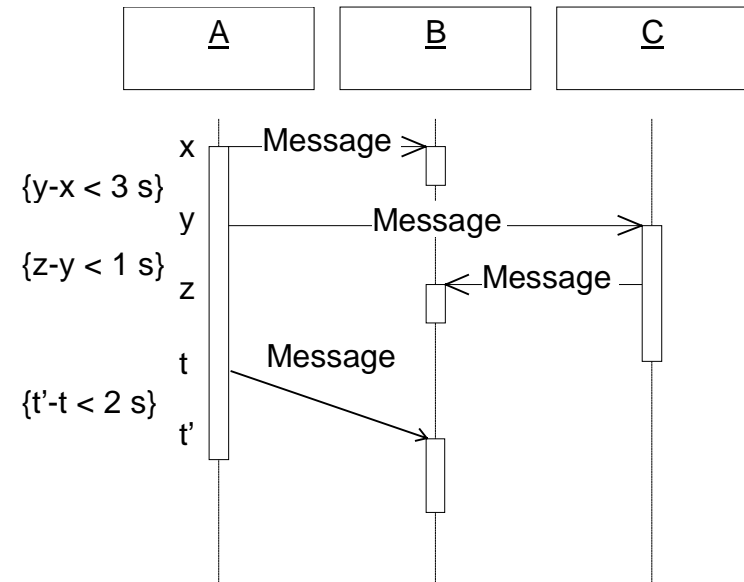 A
B
C
x
Message
{y-x < 3 s}
y
Message
{z-y < 1 s}
z
Message
t
Message
{t’-t < 2 s}
t’